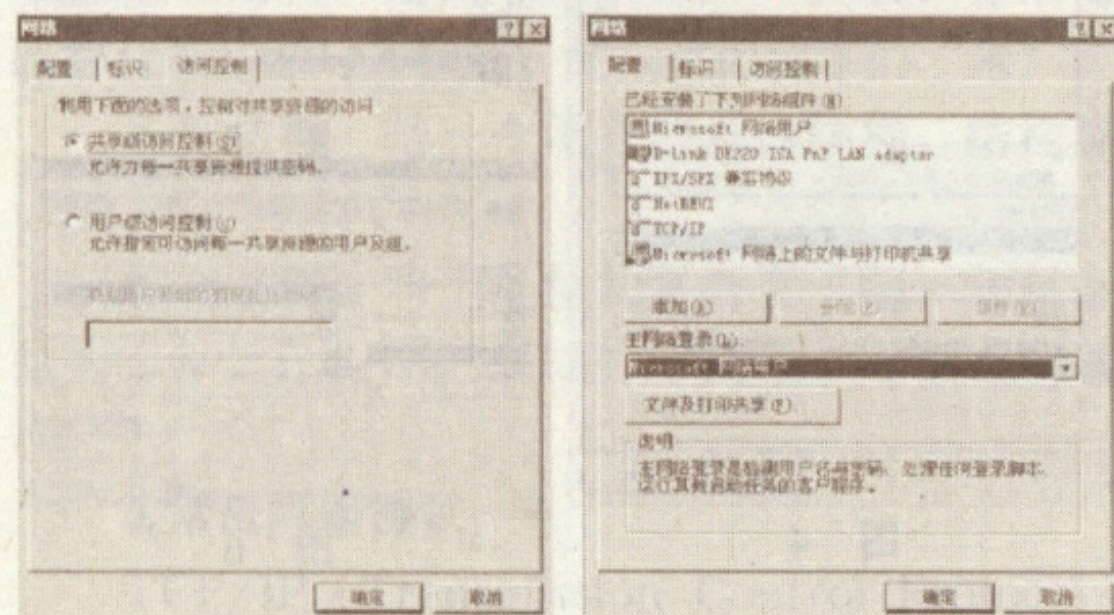 网络
配置 标识 访问控制
利用下面的选项，控制对共享资源的访问
共享级访问控制(S)
允许为每一共享资源提供密码。
用户级访问控制(U)
允许指定可访问每一共享资源的用户及组。
确定 取消
网络
配置 标识 访问控制
已经安装了下列网络组件(N)
Microsoft 网络用户
D-Link DE220 ISA PnP LAN adapter
IPX/SPX 兼容协议
NetBEUI
TCP/IP
Microsoft 网络上的文件与打印机共享
添加(A)
主网络登录(L)
Microsoft 网络用户
文件及打印共享(F)
说明
主网络登录是检测用户名与密码、处理任何登录脚本、
运行其他启动任务的客户程序。
确定 取消